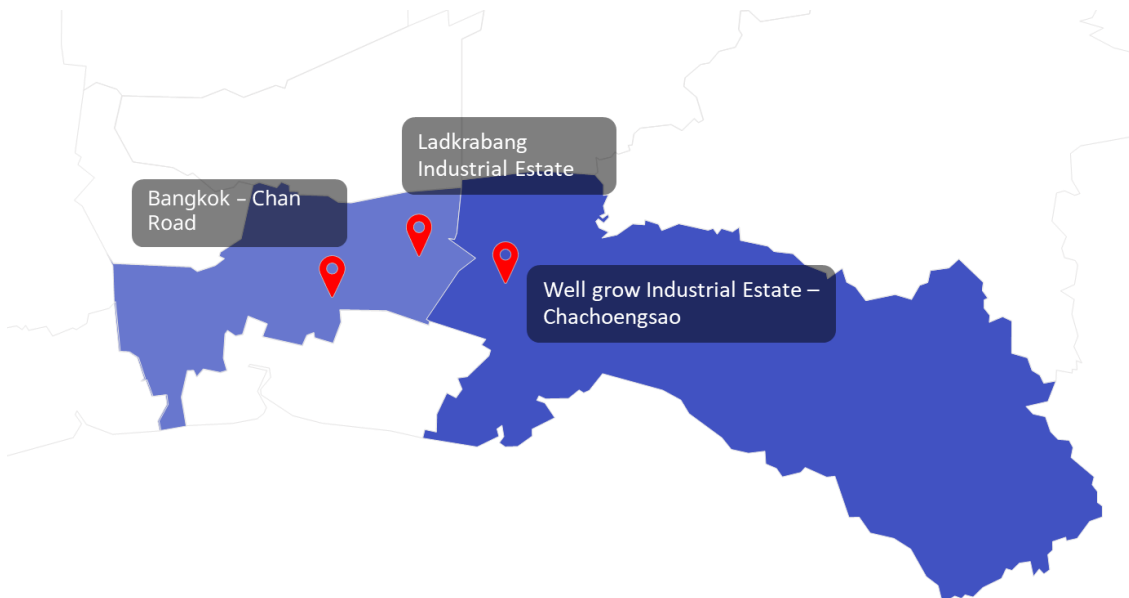 Ladkrabang
Industrial Estate
Bangkok – Chan
Road
Well grow Industrial Estate –
Chachoengsao